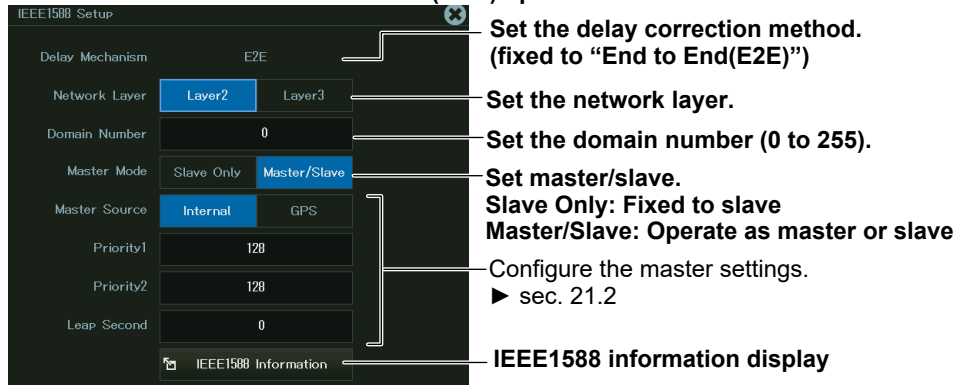 IEEE1588 Setup
Set the delay correction method.
(fixed to “End to End(E2E)”)
Delay Mechanism E2E
Network Layer Layer2 Layer3
Set the network layer.
Domain Number 0
Set the domain number (0 to 255).
Master Mode Slave Only Master/Slave
Set master/slave.
Slave Only: Fixed to slave
Master/Slave: Operate as master or slave
Master Source Internal GPS
Priority1 128
Priority2 128
Leap Second 0
Configure the master settings.
► sec. 21.2
IEEE1588 Information
IEEE1588 information display